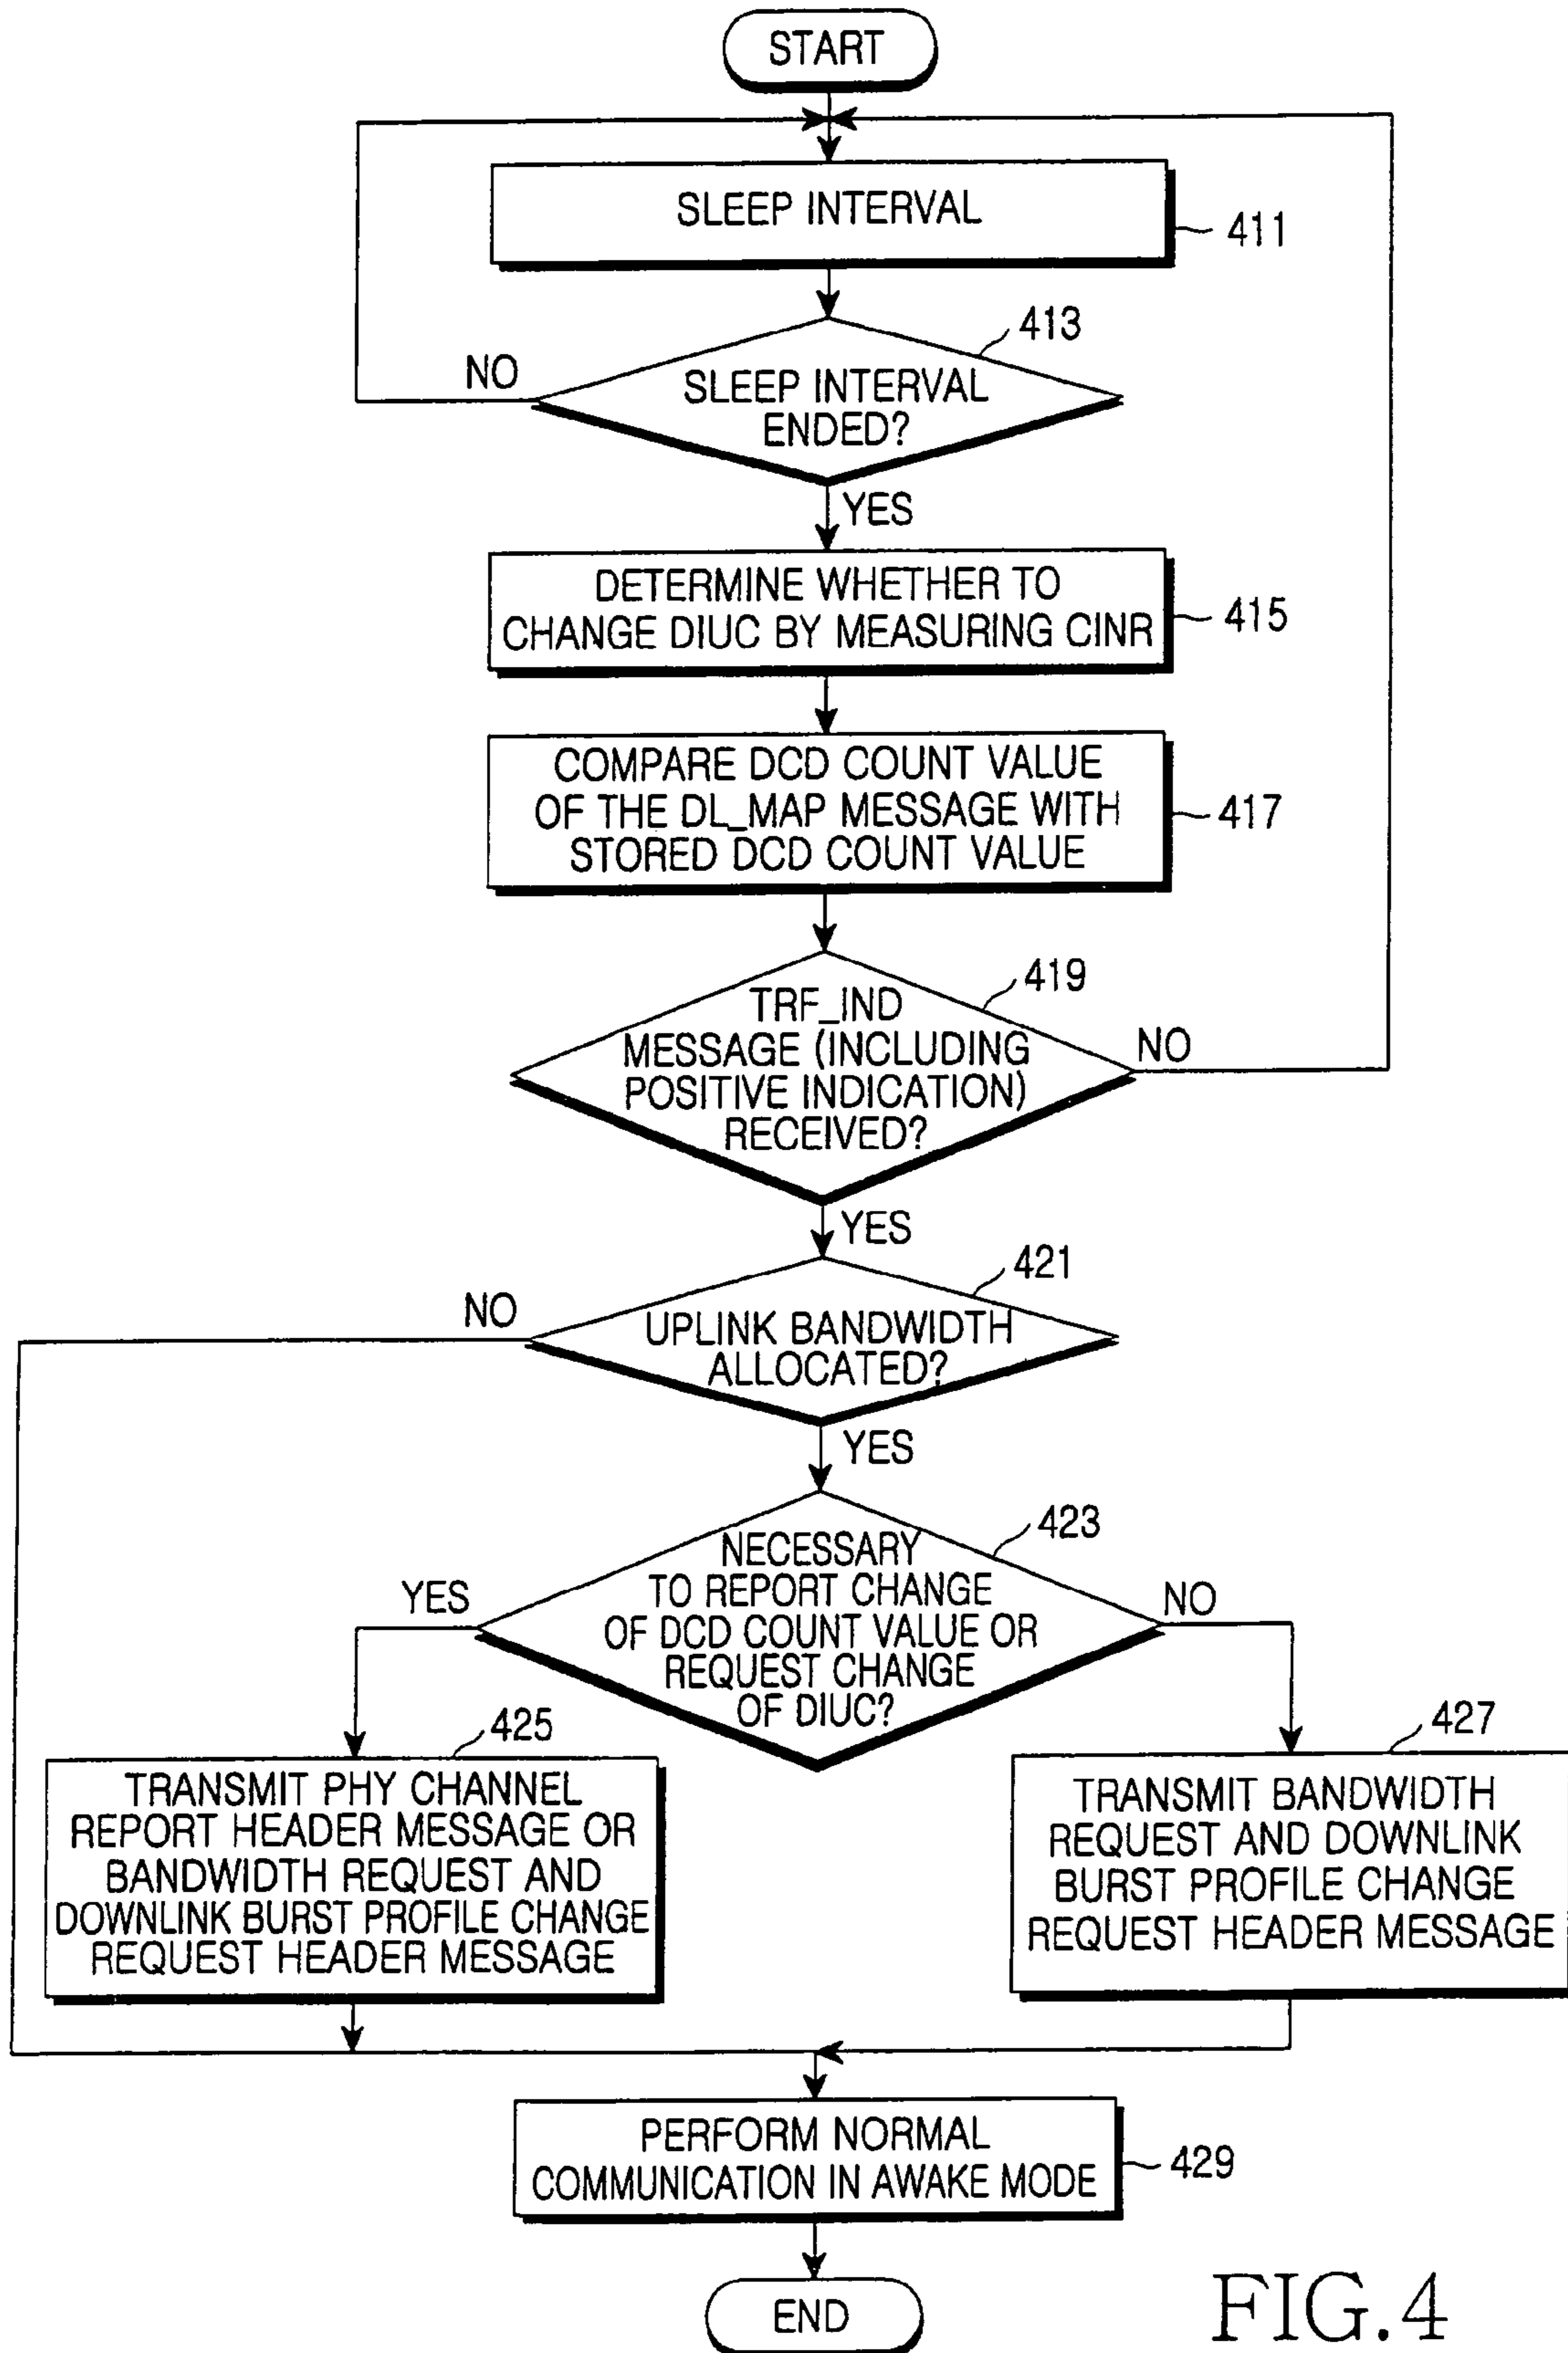 START
SLEEP INTERVAL
411
413
NO
SLEEP INTERVAL
ENDED?
YES
DETERMINE WHETHER TO
CHANGE DIUC BY MEASURING CINR
415
COMPARE DCD COUNT VALUE
OF THE DL_MAP MESSAGE WITH
STORED DCD COUNT VALUE
417
419
TRF_IND
MESSAGE (INCLUDING
POSITIVE INDICATION)
RECEIVED?
NO
YES
421
NO
UPLINK BANDWIDTH
ALLOCATED?
YES
423
NECESSARY
TO REPORT CHANGE
OF DCD COUNT VALUE OR
REQUEST CHANGE
OF DIUC?
YES
NO
425
TRANSMIT PHY CHANNEL
REPORT HEADER MESSAGE OR
BANDWIDTH REQUEST AND
DOWNLINK BURST PROFILE CHANGE
REQUEST HEADER MESSAGE
427
TRANSMIT BANDWIDTH
REQUEST AND DOWNLINK
BURST PROFILE CHANGE
REQUEST HEADER MESSAGE
PERFORM NORMAL
COMMUNICATION IN AWAKE MODE
429
END
FIG.4